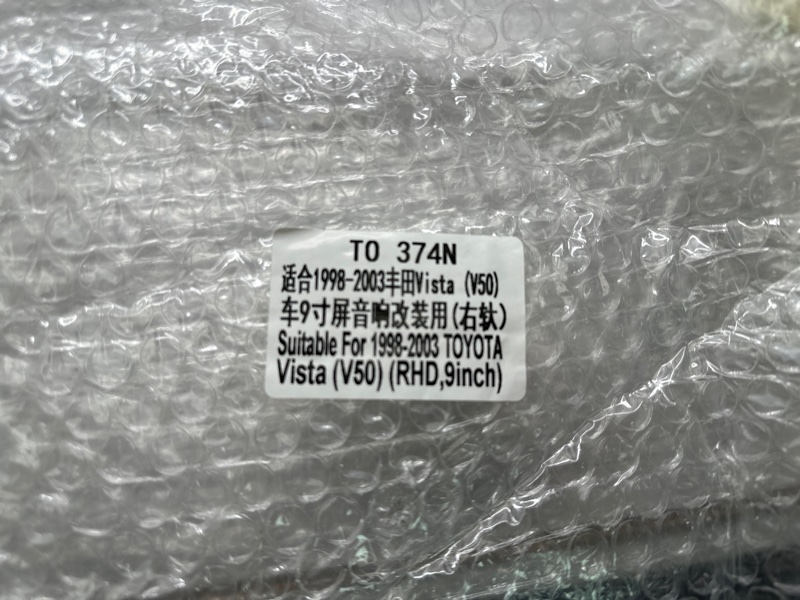 TO 374N
适合1998-2003丰田Vista (V50)
车9寸屏音响改装用(右驮)
Suitable For 1998-2003 TOYOTA
Vista (V50) (RHD,9inch)